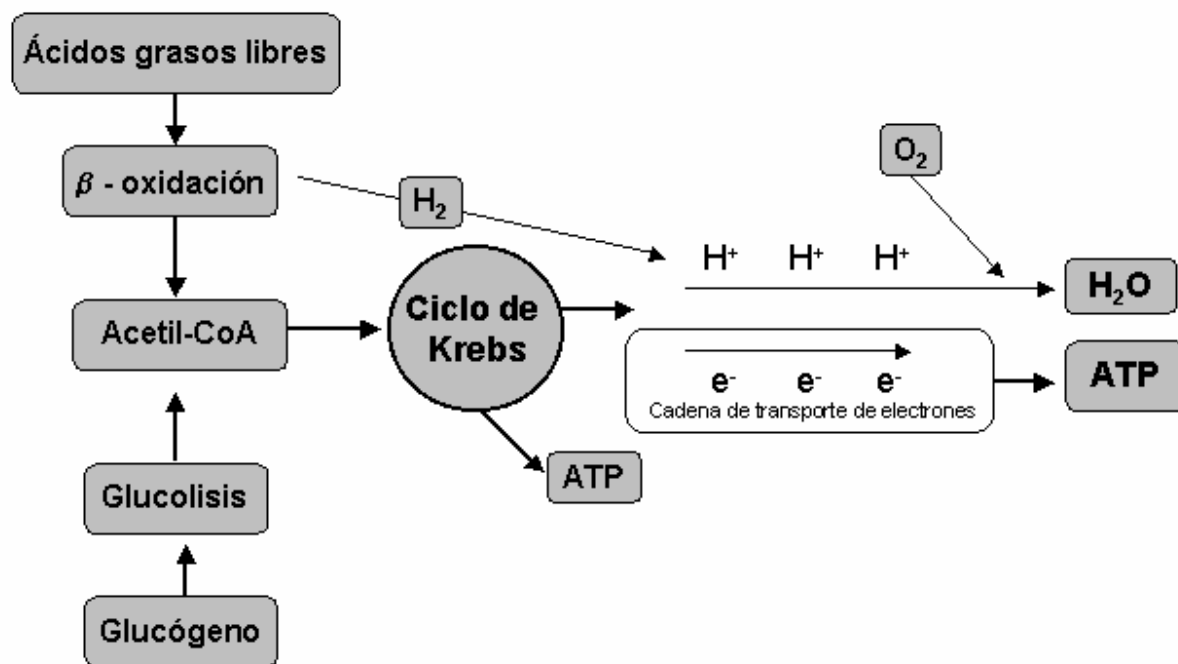 Ácidos grasos libres
β - oxidación
H₂
O₂
H⁺ H⁺ H⁺
H₂O
Acetil-CoA
Ciclo de
Krebs
e⁻ e⁻ e⁻
Cadena de transporte de electrones
ATP
ATP
Glucolisis
Glucógeno